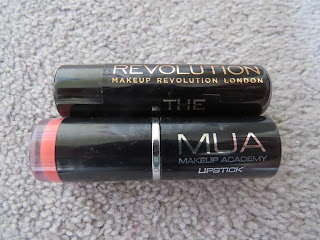 REVOLUTION
MAKEUP REVOLUTION LONDON
THE
MUA
MAKEUP ACADEMY
LIPSTICK